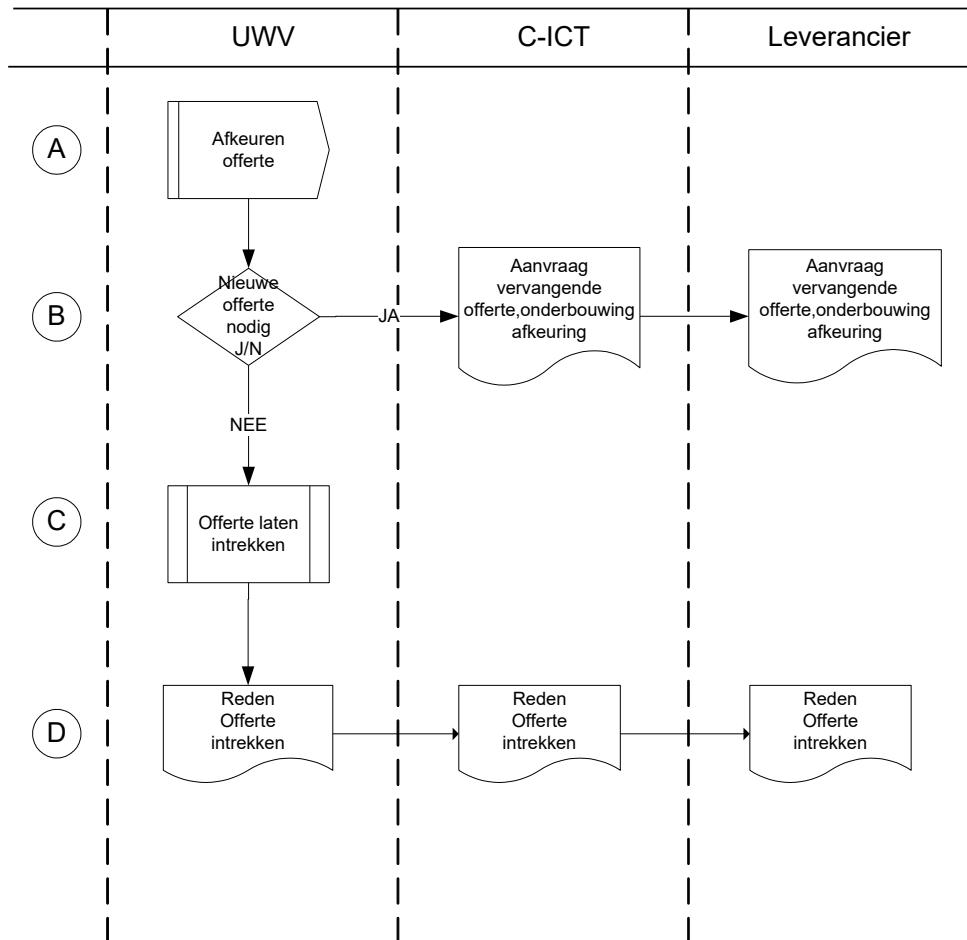 UWV
C-ICT
Leverancier
A
Afkeuren
offerte
B
Nieuwe
offerte
nodig
J/N
JA
Aanvraag
vervangende
offerte,onderbouwing
afkeuring
Aanvraag
vervangende
offerte,onderbouwing
afkeuring
NEE
C
Offerte laten
intrekken
D
Reden
Offerte
intrekken
Reden
Offerte
intrekken
Reden
Offerte
intrekken